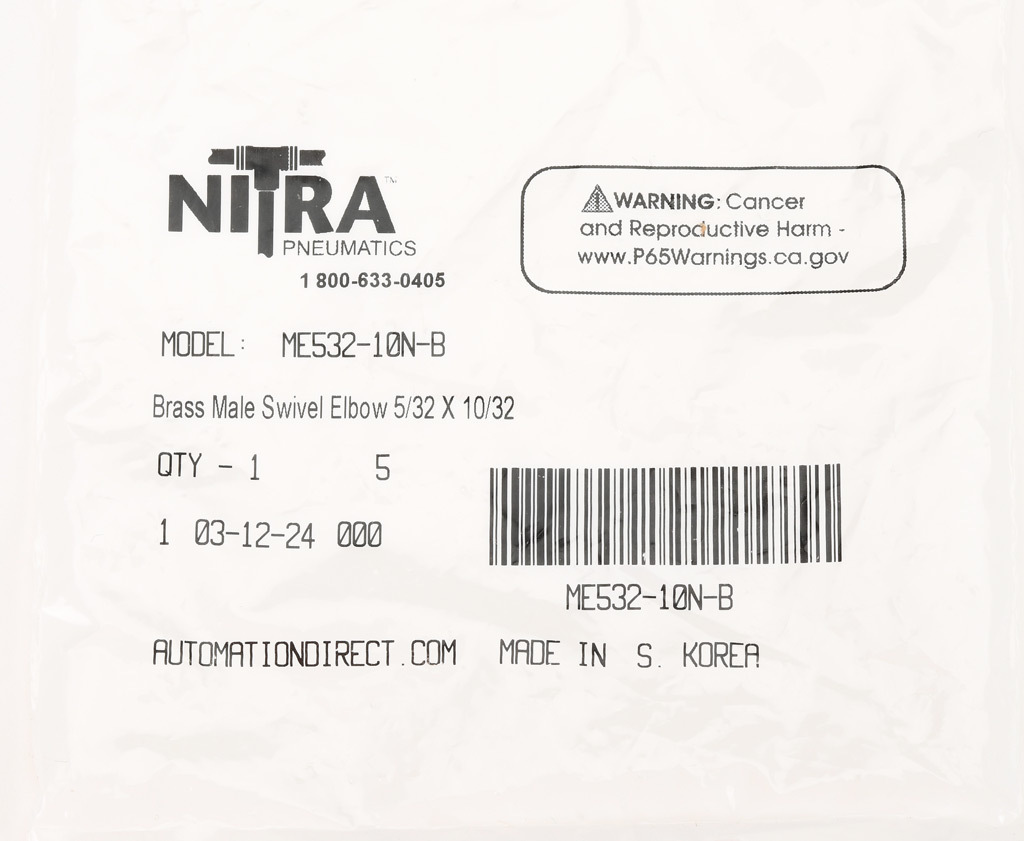 NITRA™
PNEUMATICS
1 800-633-0405
WARNING: Cancer
and Reproductive Harm -
www.P65Warnings.ca.gov
MODEL: ME532-10N-B
Brass Male Swivel Elbow 5/32 X 10/32
QTY - 1 5
1 03-12-24 000
ME532-10N-B
AUTOMATIONDIRECT.COM MADE IN S. KOREA